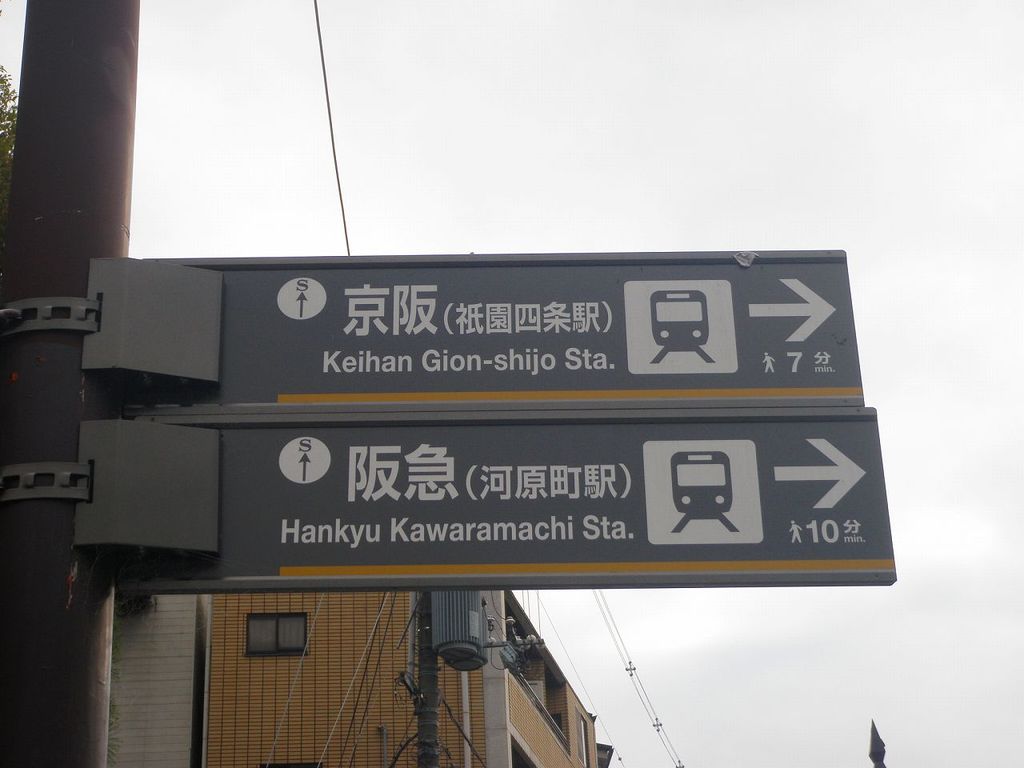 S
京阪(祇園四条駅)
Keihan Gion-shijo Sta.
7分
min.
S
阪急(河原町駅)
Hankyu Kawaramachi Sta.
10分
min.